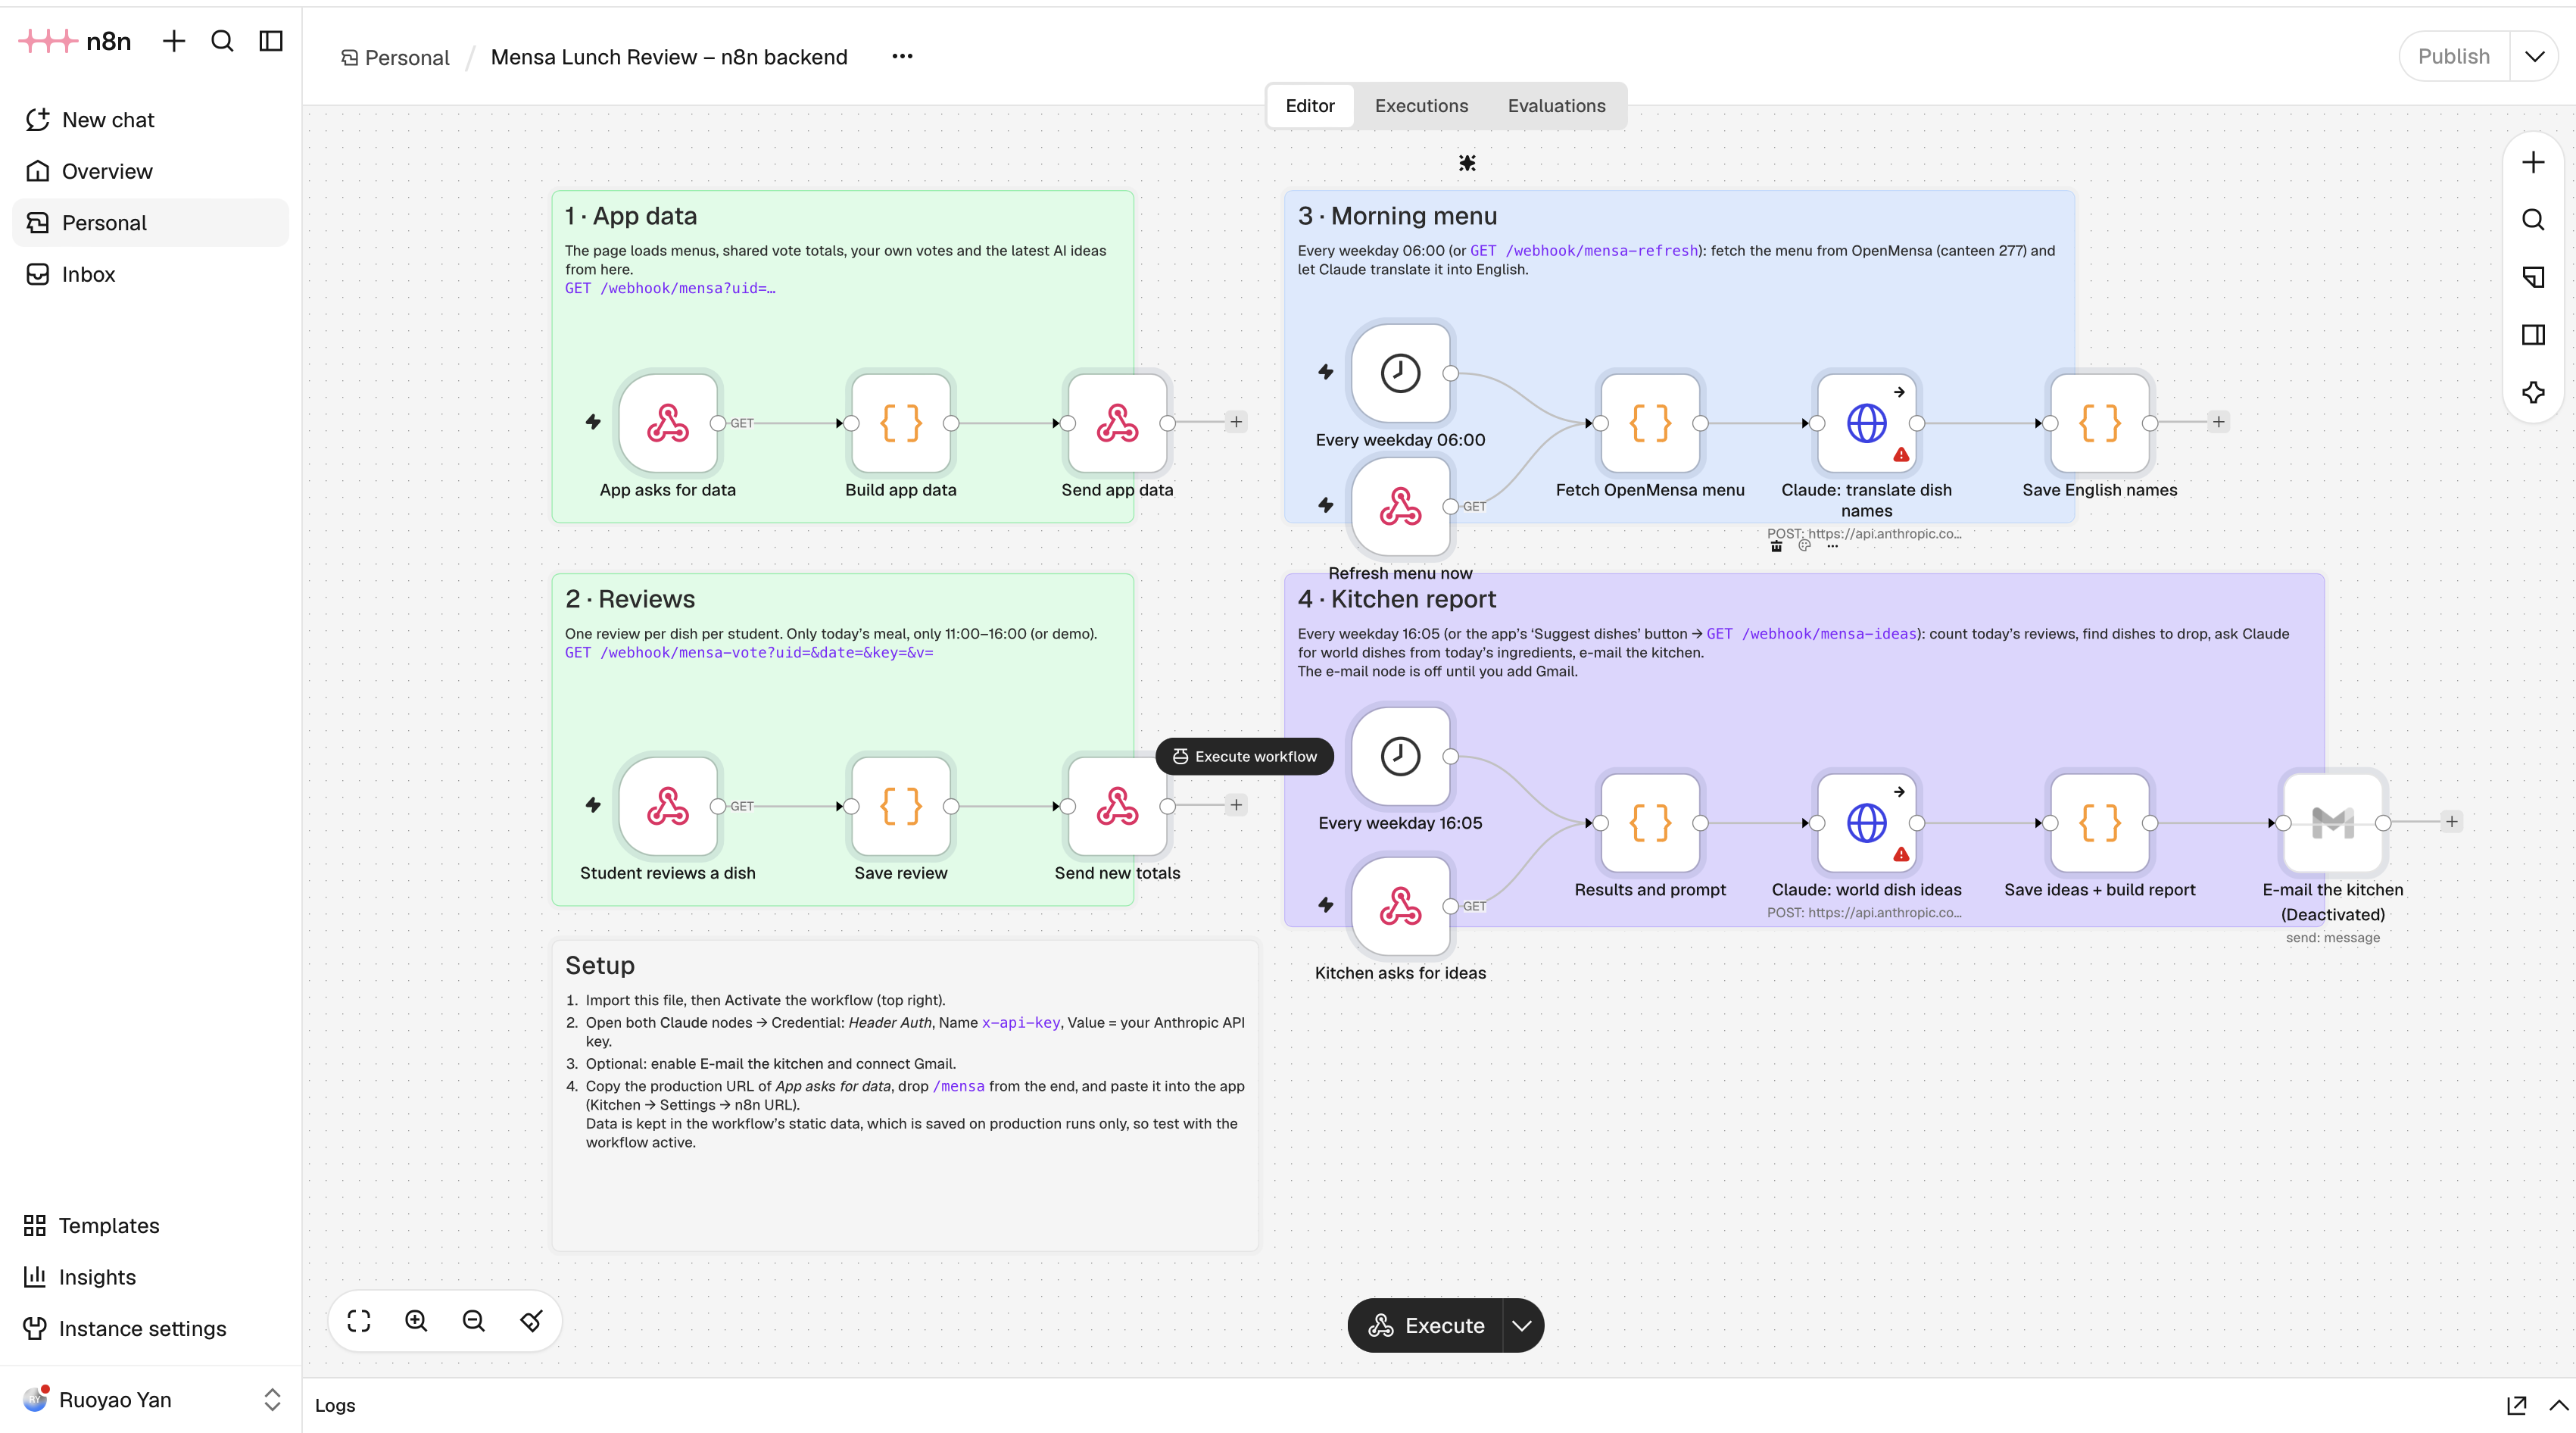 n8n
Personal / Mensa Lunch Review – n8n backend
Publish
New chat
Overview
Personal
Inbox
Templates
Insights
Instance settings
Ruoyao Yan
Editor
Executions
Evaluations
1 · App data
The page loads menus, shared vote totals, your own votes and the latest AI ideas
from here.
GET /webhook/mensa?uid=…
GET
App asks for data
Build app data
Send app data
2 · Reviews
One review per dish per student. Only today’s meal, only 11:00–16:00 (or demo).
GET /webhook/mensa-vote?uid=&date=&key=&v=
GET
Student reviews a dish
Save review
Send new totals
Setup
1. Import this file, then Activate the workflow (top right).
2. Open both Claude nodes → Credential: Header Auth, Name x-api-key, Value = your Anthropic API
key.
3. Optional: enable E-mail the kitchen and connect Gmail.
4. Copy the production URL of App asks for data, drop /mensa from the end, and paste it into the app
(Kitchen → Settings → n8n URL).
Data is kept in the workflow’s static data, which is saved on production runs only, so test with the
workflow active.
3 · Morning menu
Every weekday 06:00 (or GET /webhook/mensa-refresh): fetch the menu from OpenMensa (canteen 277) and
let Claude translate it into English.
Every weekday 06:00
GET
Refresh menu now
Fetch OpenMensa menu
Claude: translate dish
names
POST: https://api.anthropic.co...
Save English names
4 · Kitchen report
Every weekday 16:05 (or the app’s ‘Suggest dishes’ button → GET /webhook/mensa-ideas): count today’s reviews, find dishes to drop, ask Claude
for world dishes from today’s ingredients, e-mail the kitchen.
The e-mail node is off until you add Gmail.
Execute workflow
Every weekday 16:05
GET
Kitchen asks for ideas
Results and prompt
Claude: world dish ideas
POST: https://api.anthropic.co...
Save ideas + build report
E-mail the kitchen
(Deactivated)
send: message
Execute
Logs